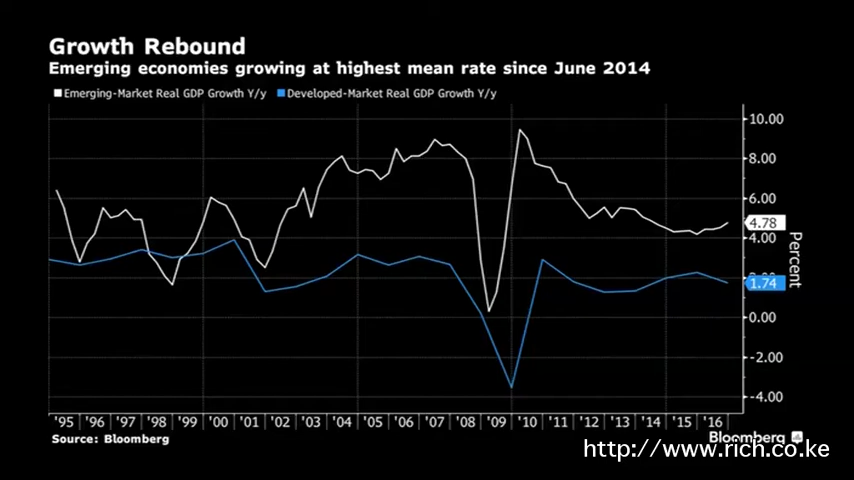 Growth Rebound
Emerging economies growing at highest mean rate since June 2014
Emerging-Market Real GDP Growth Y/y Developed-Market Real GDP Growth Y/y
10.00
8.00
6.00
4.78
4.00
Percent
1.74
0.00
-2.00
-4.00
'95 '96 '97 '98 '99 '00 '01 '02 '03 '04 '05 '06 '07 '08 '09 '10 '11 '12 '13 '14 '15 '16
Source: Bloomberg
Bloomberg
http://www.rich.co.ke